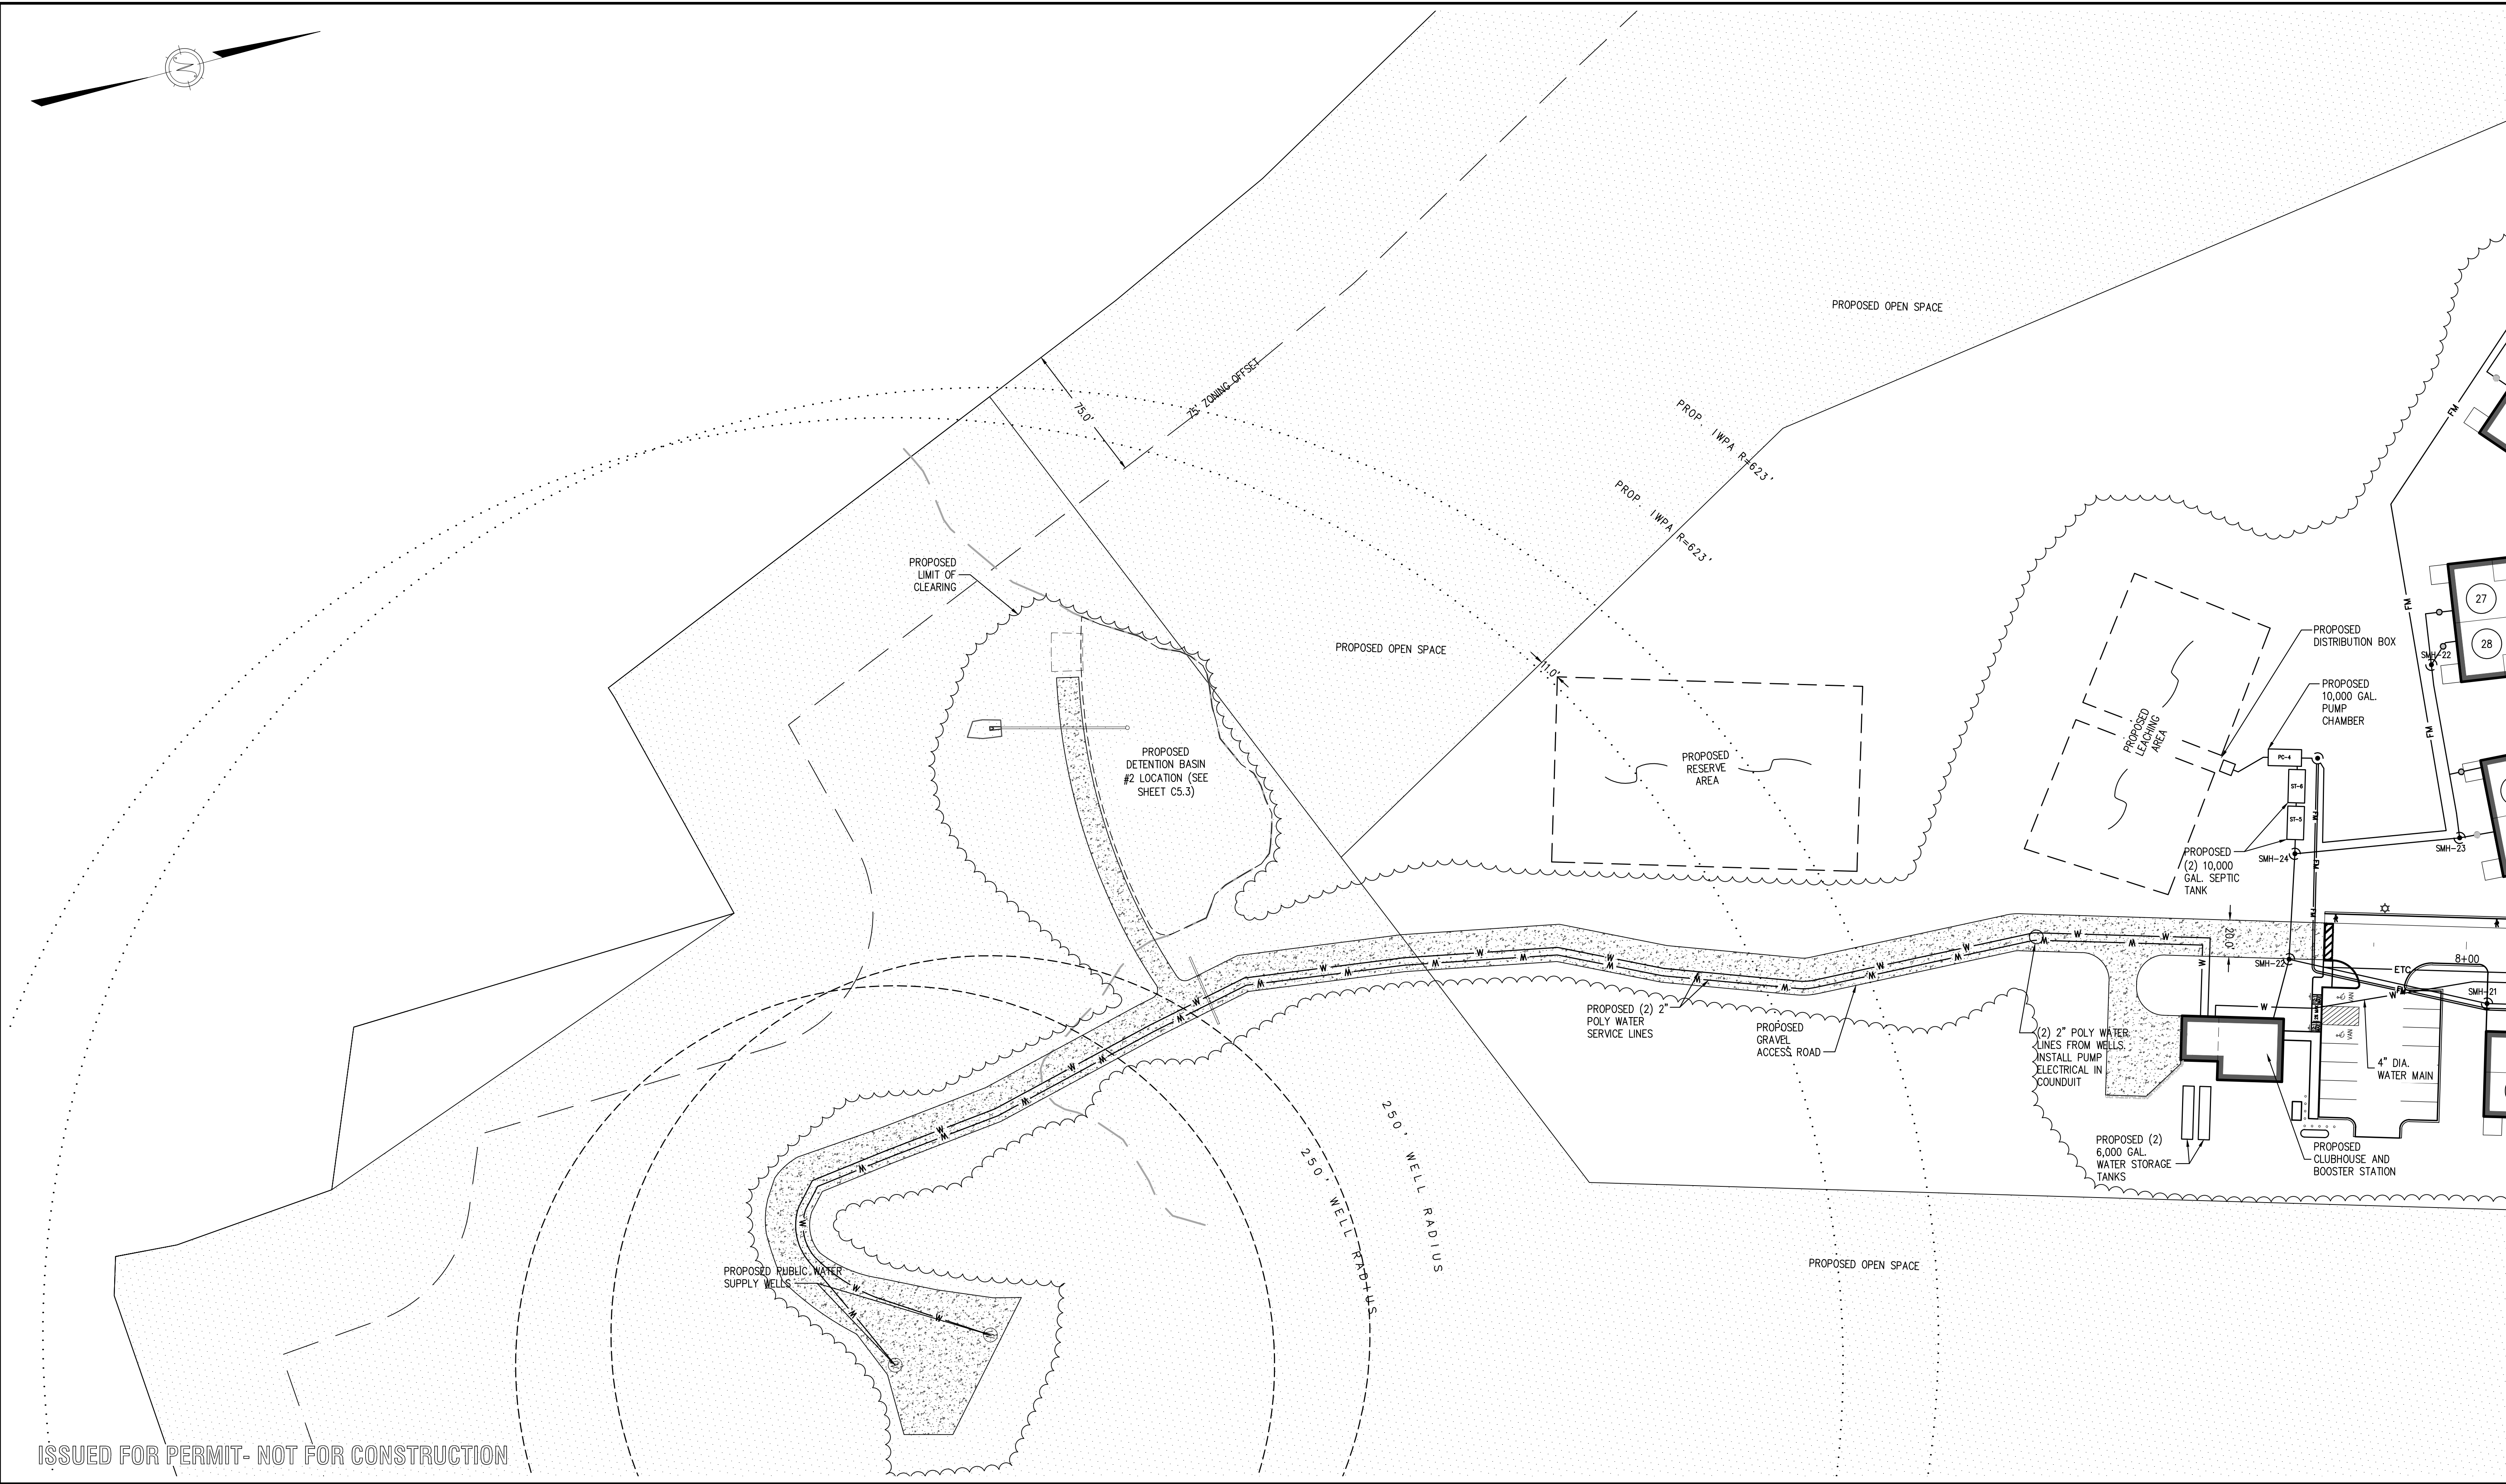 PROPOSED OPEN SPACE
75.0'
75' ZONING OFFSET
PROP. IWPA R=623'
PROP. IWPA R=623'
PROPOSED
LIMIT OF
CLEARING
PROPOSED OPEN SPACE
11.0'
PROPOSED
DETENTION BASIN
#2 LOCATION (SEE
SHEET C5.3)
PROPOSED
RESERVE
AREA
PROPOSED
LEACHING
AREA
PROPOSED
DISTRIBUTION BOX
PROPOSED
10,000 GAL.
PUMP
CHAMBER
PC-4
ST-6
ST-5
FM
FM
FM
FM
FM
FM
27
28
SMH-22
SMH-23
SMH-24
PROPOSED
(2) 10,000
GAL. SEPTIC
TANK
20.0'
SMH-22
ETC
8+00
FM
SMH-21
W
PROPOSED (2) 2"
POLY WATER
SERVICE LINES
PROPOSED
GRAVEL
ACCESS ROAD
(2) 2" POLY WATER
LINES FROM WELLS.
INSTALL PUMP
ELECTRICAL IN
COUNDUIT
4" DIA.
WATER MAIN
VAN
VAN
PROPOSED (2)
6,000 GAL.
WATER STORAGE
TANKS
PROPOSED
CLUBHOUSE AND
BOOSTER STATION
250' WELL RADIUS
250' WELL RADIUS
PROPOSED PUBLIC WATER
SUPPLY WELLS
PROPOSED OPEN SPACE
ISSUED FOR PERMIT- NOT FOR CONSTRUCTION